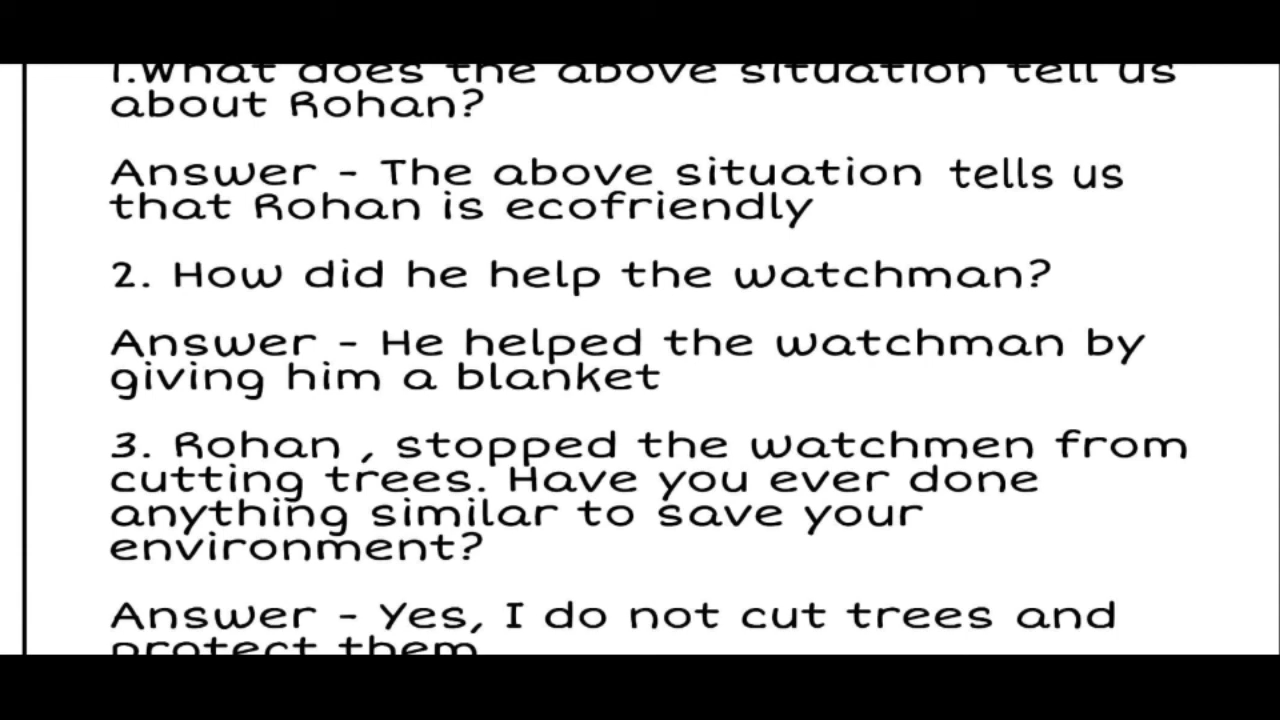 1.What does the above situation tell us
about Rohan?
Answer - The above situation tells us
that Rohan is ecofriendly
2. How did he help the watchman?
Answer - He helped the watchman by
giving him a blanket
3. Rohan , stopped the watchmen from
cutting trees. Have you ever done
anything similar to save your
environment?
Answer - Yes, I do not cut trees and
protect them